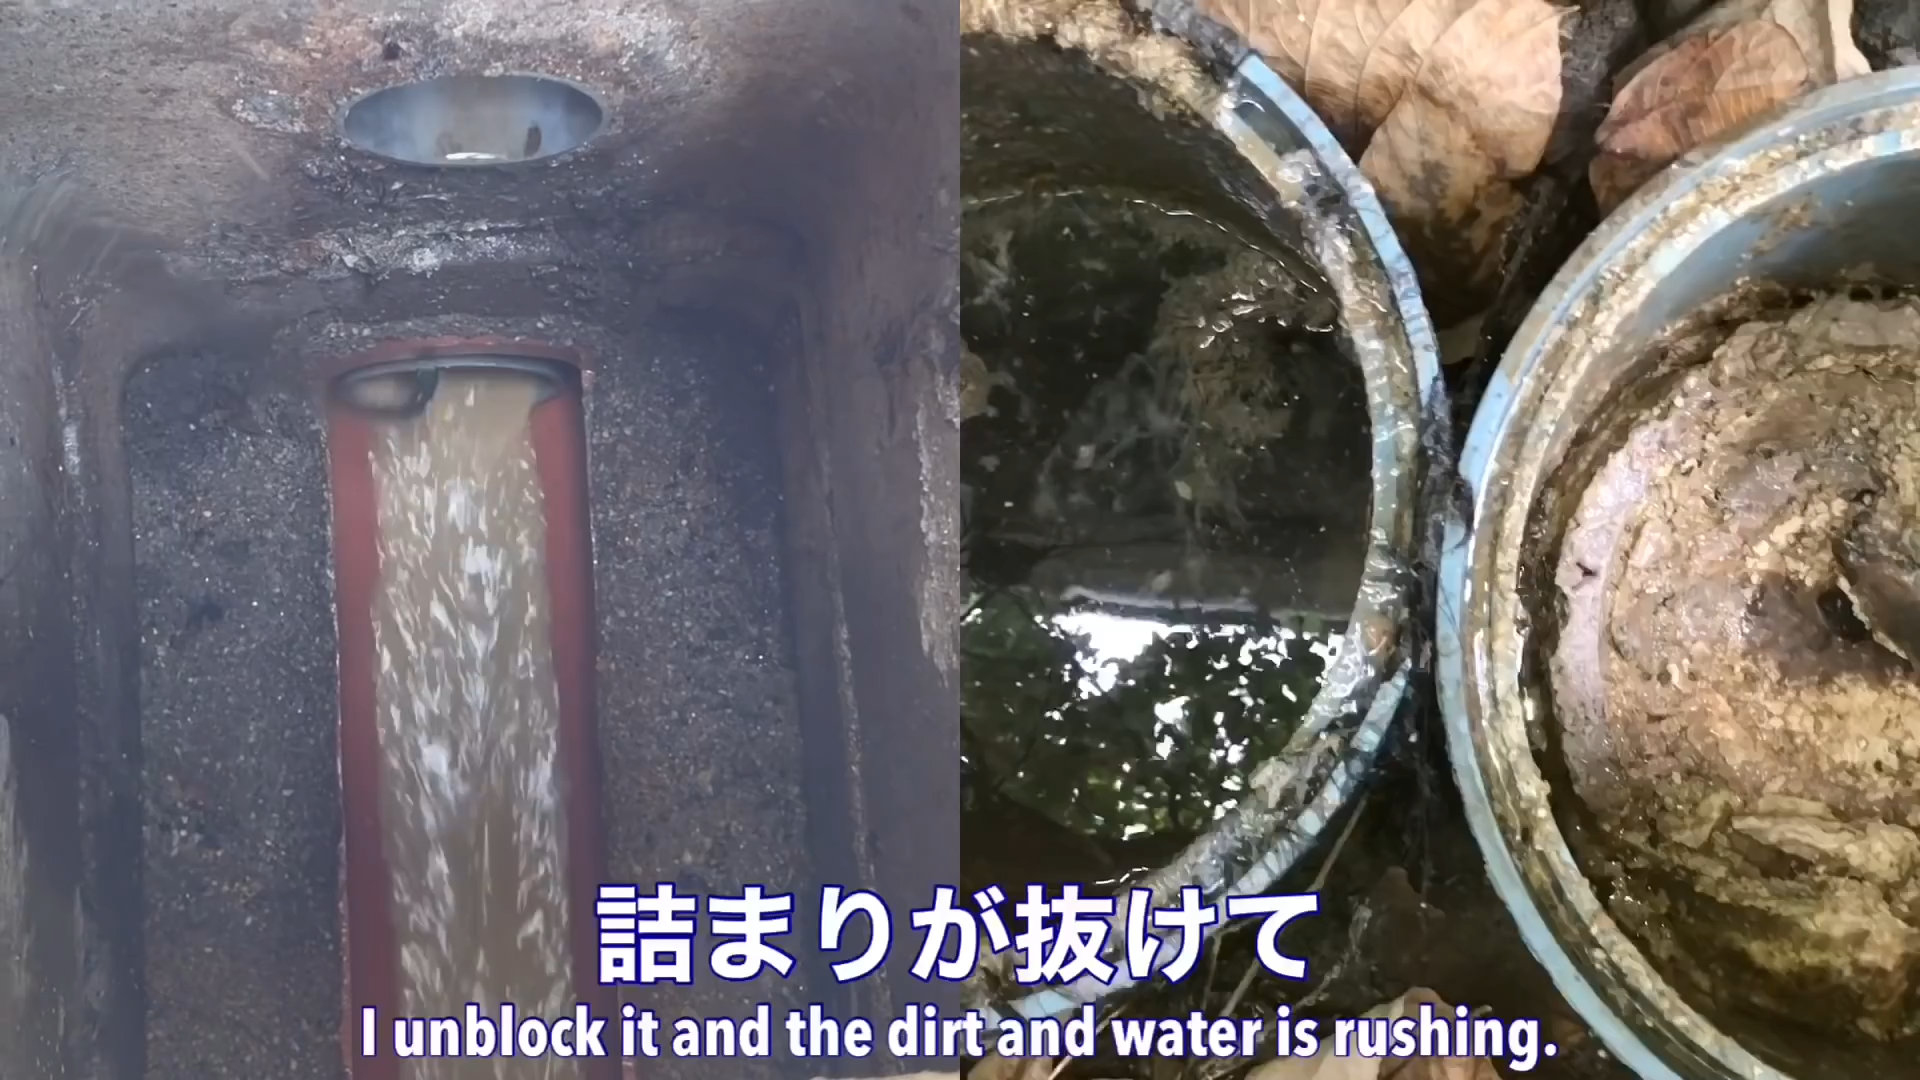 詰まりが抜けて
I unblock it and the dirt and water is rushing.